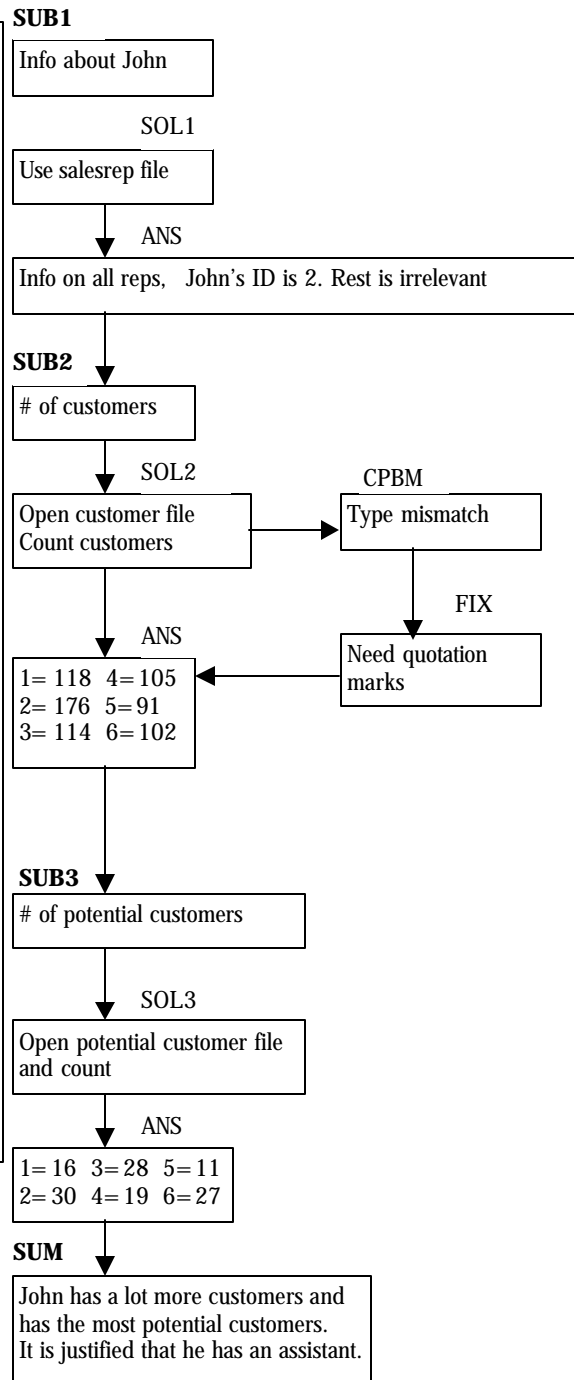 SUB1
Info about John
SOL1
Use salesrep file
ANS
Info on all reps, John's ID is 2. Rest is irrelevant
SUB2
# of customers
SOL2
CPBM
Open customer file
Count customers
Type mismatch
FIX
ANS
Need quotation
marks
1= 118 4= 105
2= 176 5= 91
3= 114 6= 102
SUB3
# of potential customers
SOL3
Open potential customer file
and count
ANS
1= 16 3= 28 5= 11
2= 30 4= 19 6= 27
SUM
John has a lot more customers and
has the most potential customers.
It is justified that he has an assistant.